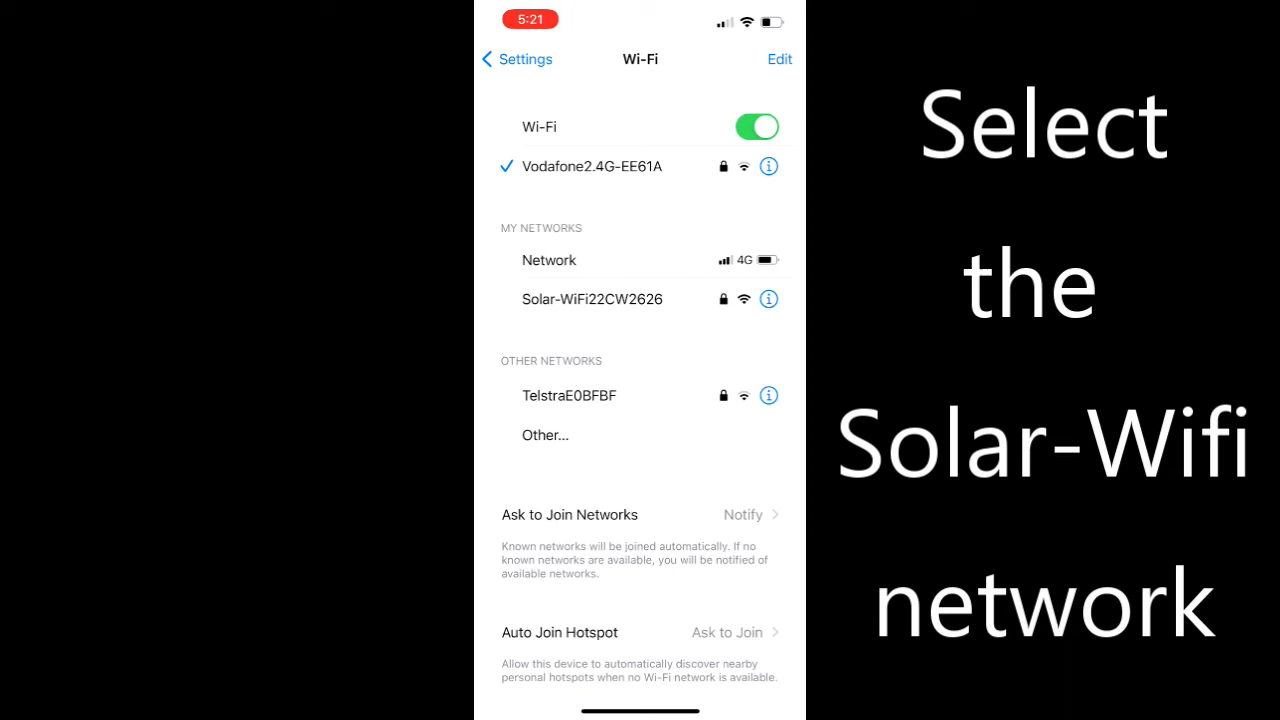 5:21
Settings
Wi-Fi
Edit
Wi-Fi
Vodafone2.4G-EE61A
MY NETWORKS
Network
4G
Solar-WiFi22CW2626
OTHER NETWORKS
TelstraE0BFBF
Other...
Ask to Join Networks
Notify
Known networks will be joined automatically. If no
known networks are available, you will be notified of
available networks.
Auto Join Hotspot
Ask to Join
Allow this device to automatically discover nearby
personal hotspots when no Wi-Fi network is available.
Select
the
Solar-Wifi
network